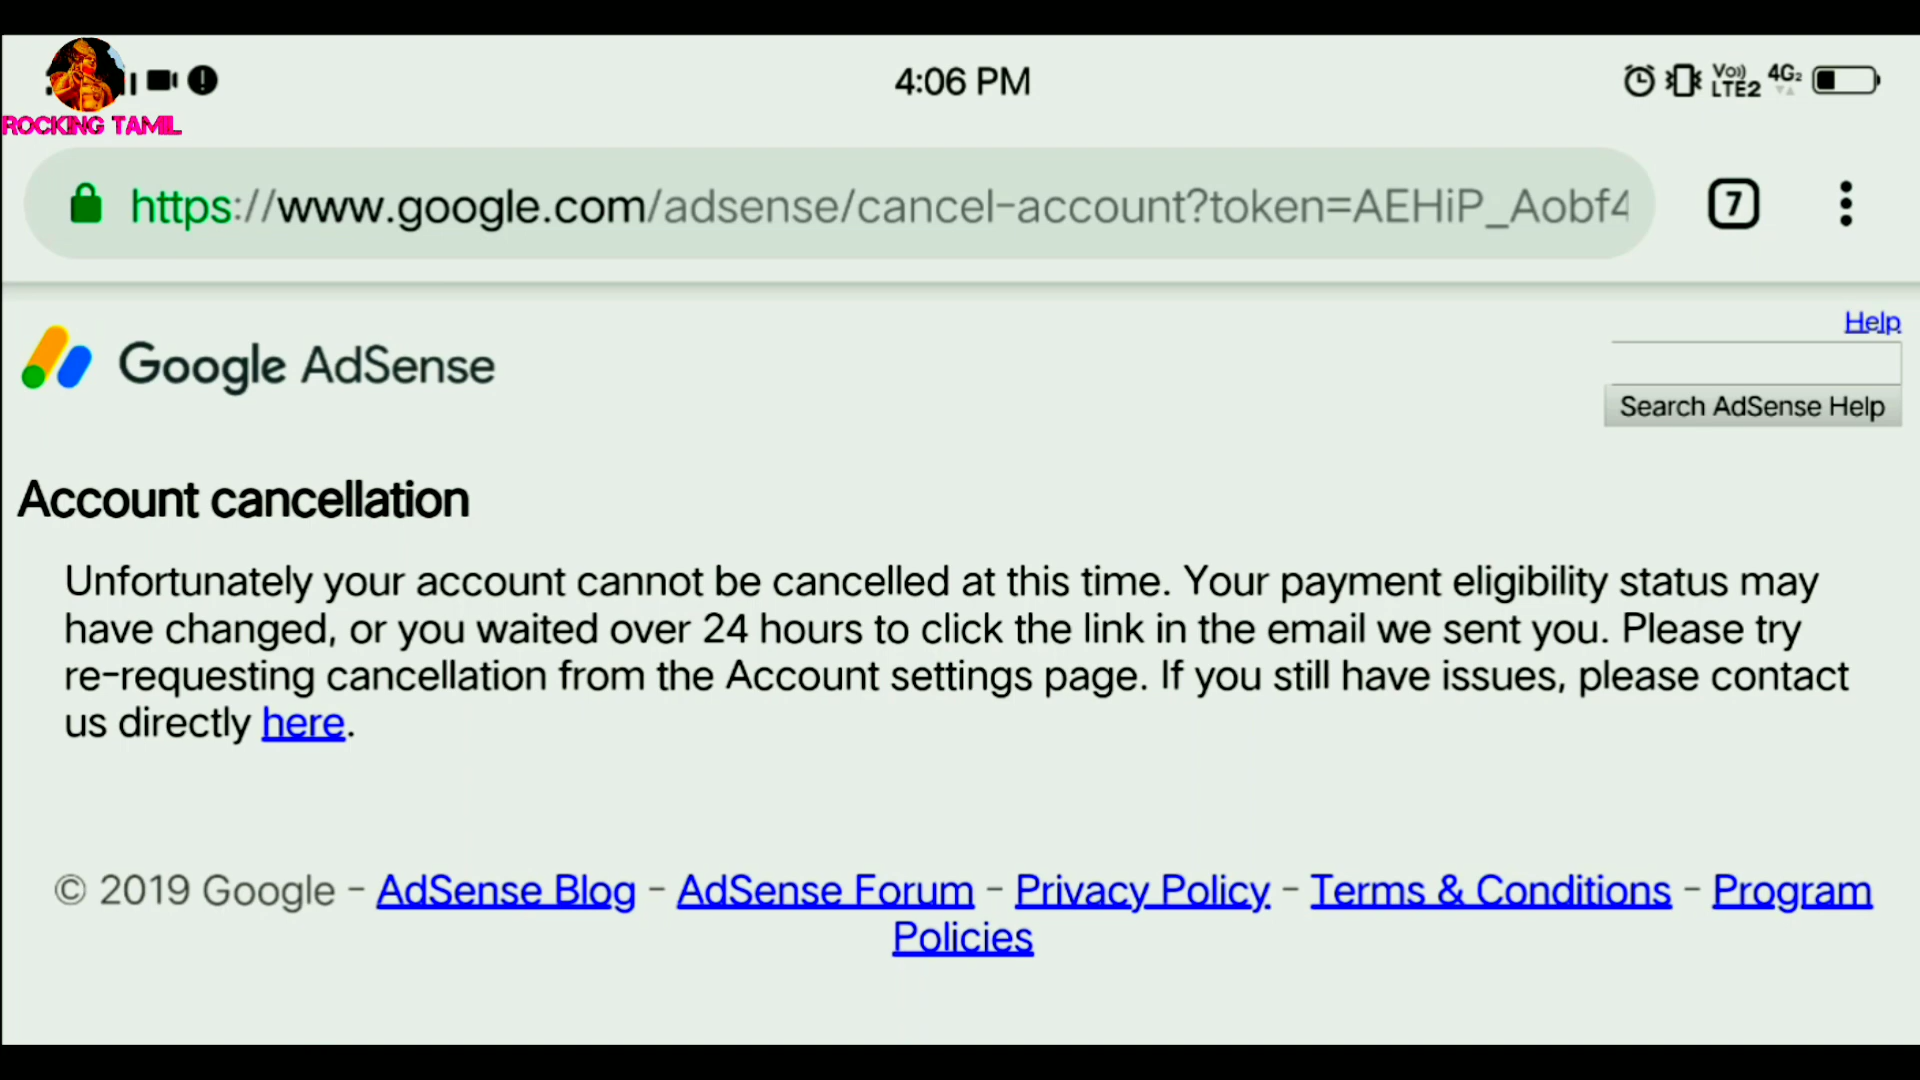 4:06 PM
Vo)) LTE2 4G2
ROCKING TAMIL
https://www.google.com/adsense/cancel-account?token=AEHiP_Aobf4
7
Help
Google AdSense
Search AdSense Help
Account cancellation
Unfortunately your account cannot be cancelled at this time. Your payment eligibility status may
have changed, or you waited over 24 hours to click the link in the email we sent you. Please try
re-requesting cancellation from the Account settings page. If you still have issues, please contact
us directly here.
© 2019 Google - AdSense Blog - AdSense Forum - Privacy Policy - Terms & Conditions - Program
Policies